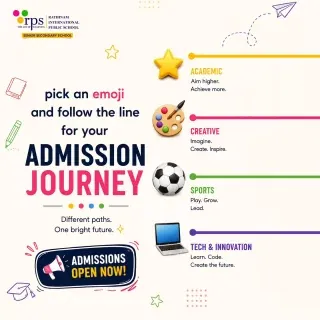 rps
RATHINAM
INTERNATIONAL
PUBLIC SCHOOL
SENIOR SECONDARY SCHOOL
pick an emoji
and follow the line
for your
ADMISSION
JOURNEY
Different paths.
One bright future.
ADMISSIONS
OPEN NOW!
ACADEMIC
Aim higher.
Achieve more.
CREATIVE
Imagine.
Create. Inspire.
SPORTS
Play. Grow.
Lead.
TECH & INNOVATION
Learn. Code.
Create the future.